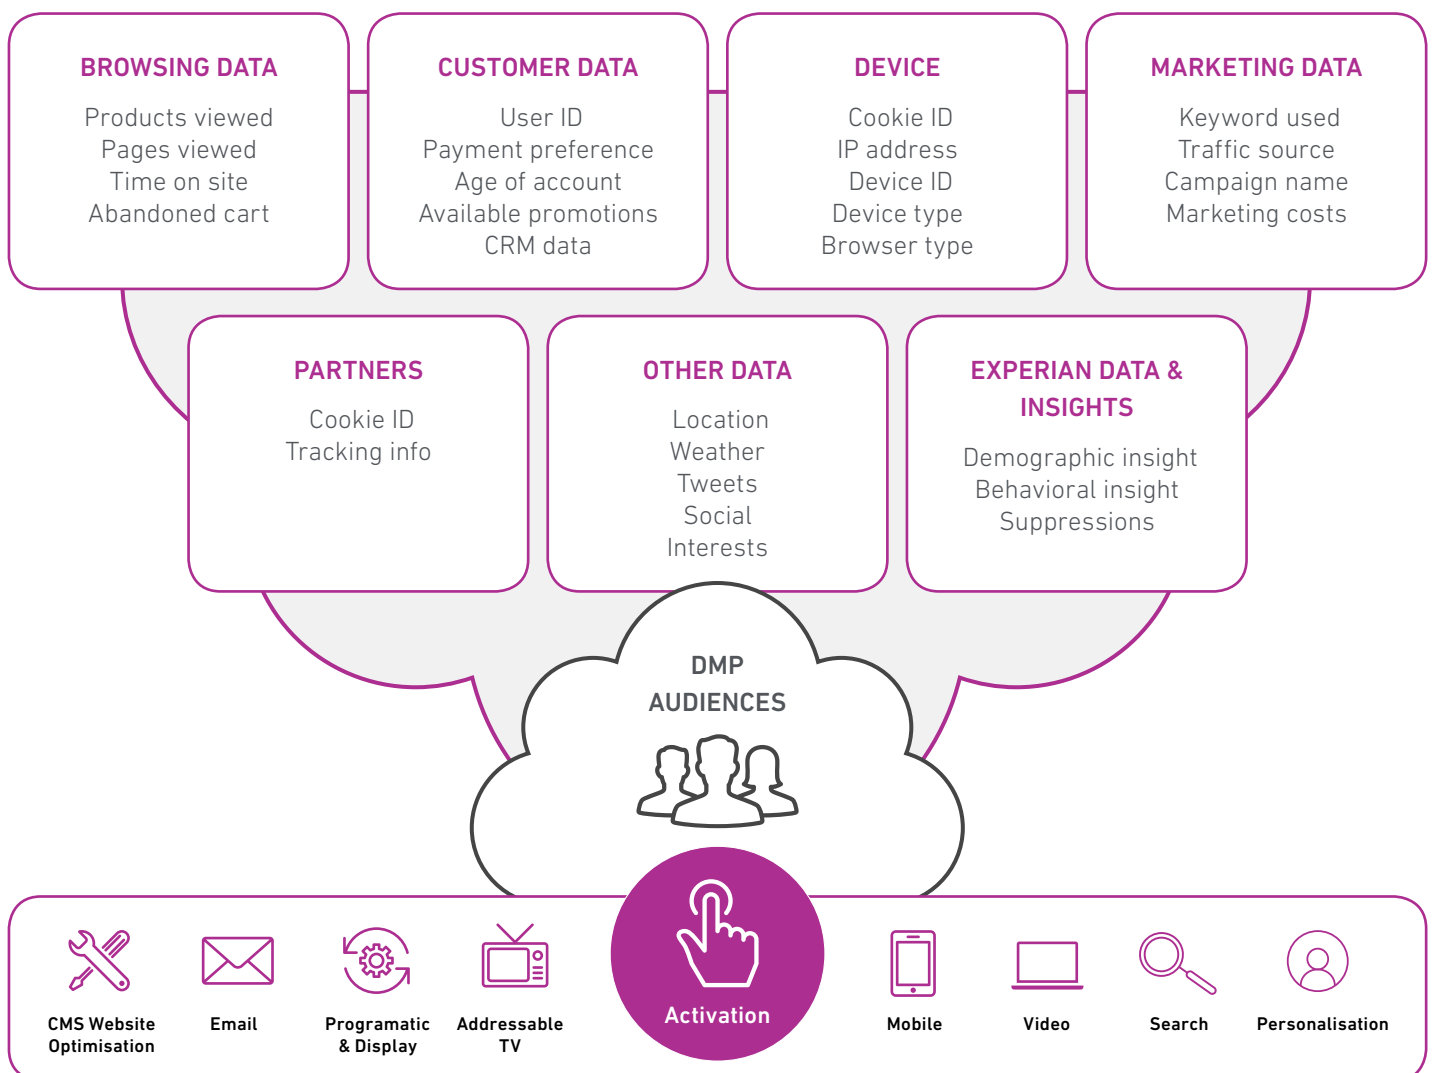 BROWSING DATA
Products viewed
Pages viewed
Time on site
Abandoned cart
CUSTOMER DATA
User ID
Payment preference
Age of account
Available promotions
CRM data
DEVICE
Cookie ID
IP address
Device ID
Device type
Browser type
MARKETING DATA
Keyword used
Traffic source
Campaign name
Marketing costs
PARTNERS
Cookie ID
Tracking info
OTHER DATA
Location
Weather
Tweets
Social
Interests
EXPERIAN DATA &
INSIGHTS
Demographic insight
Behavioral insight
Suppressions
DMP
AUDIENCES
CMS Website
Optimisation
Email
Programatic
& Display
Addressable
TV
Activation
Mobile
Video
Search
Personalisation